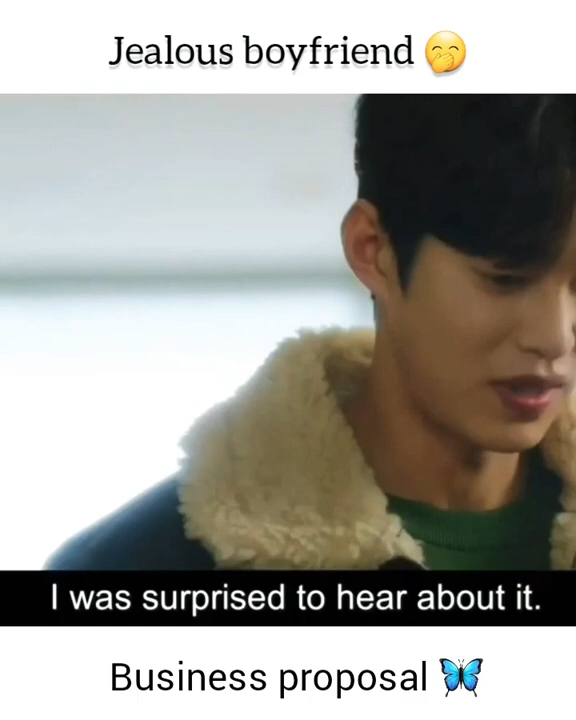 Jealous boyfriend 🤭
I was surprised to hear about it.
Business proposal 🦋